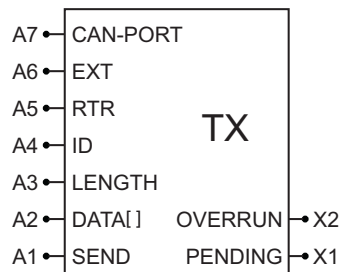 A7 CAN-PORT
A6 EXT
A5 RTR
TX
A4 ID
A3 LENGTH
A2 DATA[ ] OVERRUN X2
A1 SEND PENDING X1